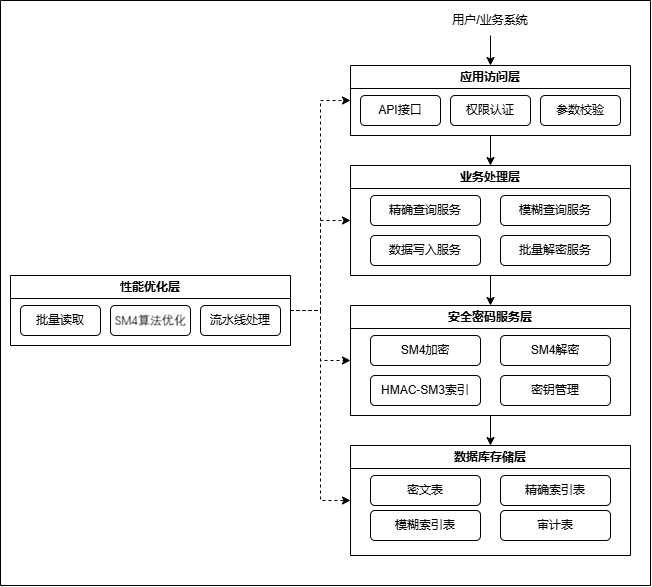 用户/业务系统
应用访问层
API接口
权限认证
参数校验
业务处理层
精确查询服务
模糊查询服务
数据写入服务
批量解密服务
性能优化层
批量读取
SM4算法优化
流水线处理
安全密码服务层
SM4加密
SM4解密
HMAC-SM3索引
密钥管理
数据库存储层
密文表
精确索引表
模糊索引表
审计表